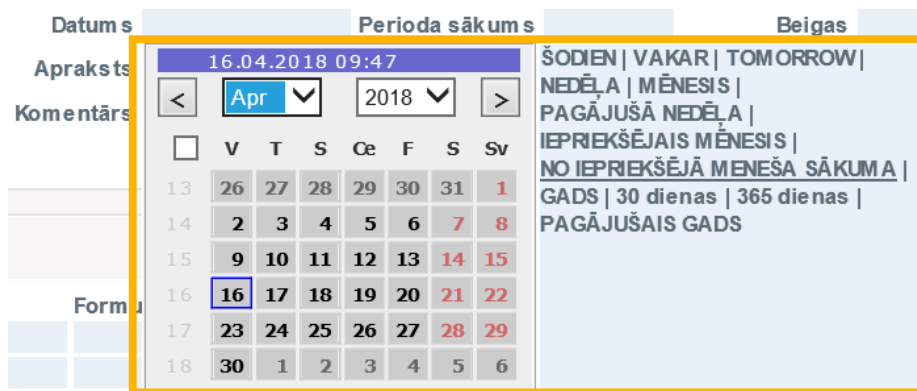 Datums Perioda sākums Beigas
Apraksts
Komentārs
16.04.2018 09:47
< Apr 2018 >
V T S Ce F S Sv
13 26 27 28 29 30 31 1
14 2 3 4 5 6 7 8
15 9 10 11 12 13 14 15
16 16 17 18 19 20 21 22
17 23 24 25 26 27 28 29
18 30 1 2 3 4 5 6
ŠODIEN | VAKAR | TOMORROW |
NEDĒĻA | MĒNESIS |
PAGĀJUŠĀ NEDĒĻA |
IEPRIEKŠĒJAIS MĒNESIS |
NO IEPRIEKŠĒJĀ MENEŠA SĀKUMA |
GADS | 30 dienas | 365 dienas |
PAGĀJUŠAIS GADS